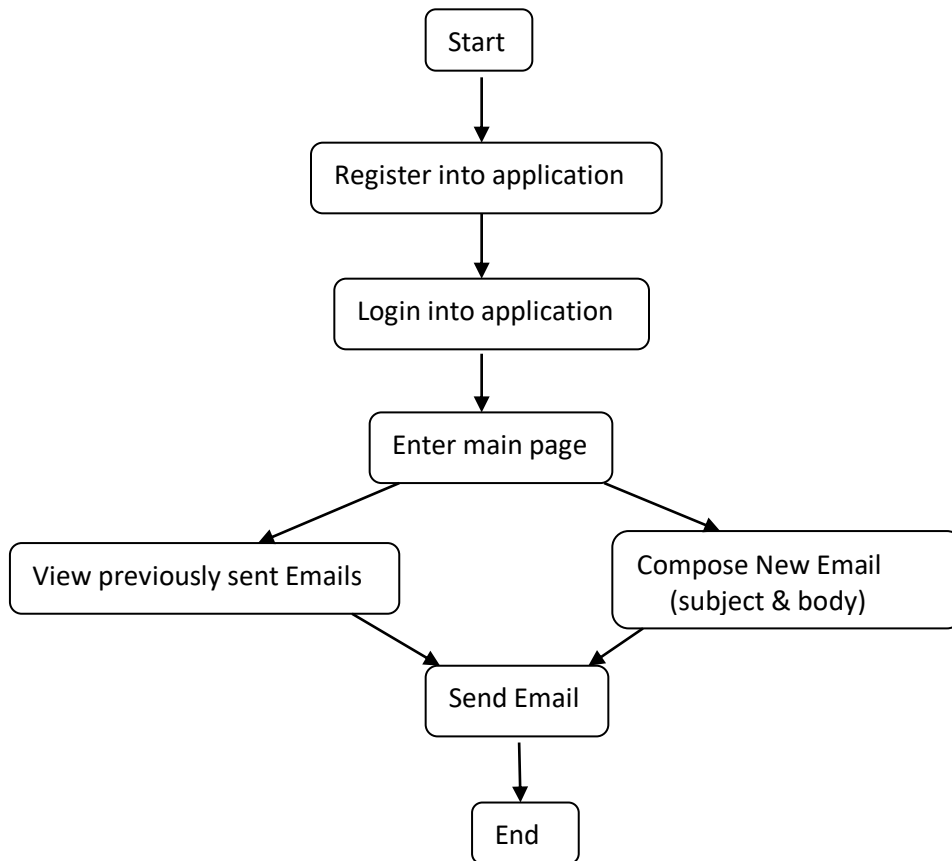 Start
Register into application
Login into application
Enter main page
View previously sent Emails
Compose New Email
(subject & body)
Send Email
End